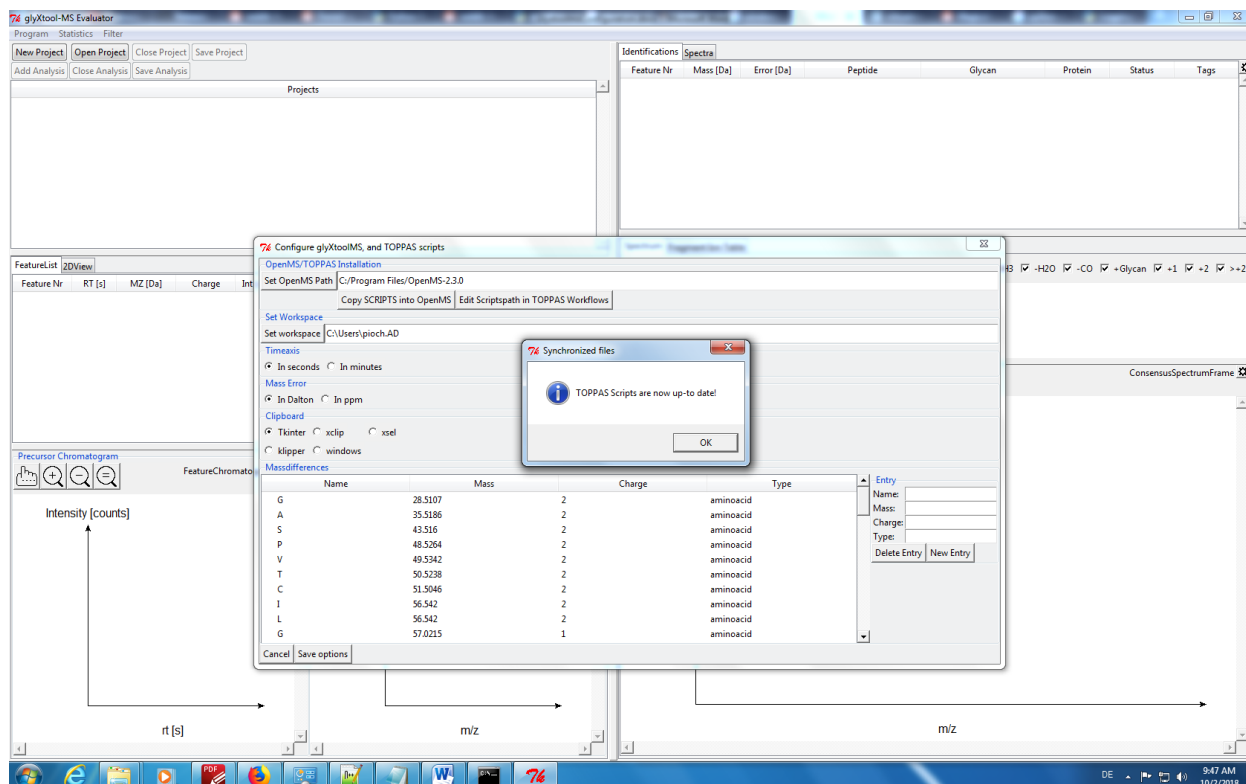 glyXtool-MS Evaluator
Program Statistics Filter
New Project Open Project Close Project Save Project
Add Analysis Close Analysis Save Analysis
Projects
Identifications Spectra
Feature Nr Mass [Da] Error [Da] Peptide Glycan Protein Status Tags
FeatureList 2DView
Feature Nr RT [s] MZ [Da] Charge Int
-H2O -CO +Glycan +1 +2 >+2
ConsensusSpectrumFrame
Configure glyXtoolMS, and TOPPAS scripts
OpenMS/TOPPAS Installation
Set OpenMS Path C:/Program Files/OpenMS-2.3.0
Copy SCRIPTS into OpenMS Edit Scriptspath in TOPPAS Workflows
Set Workspace
Set workspace C:\Users\pioch.AD
Timeaxis
In seconds In minutes
Mass Error
In Dalton In ppm
Clipboard
Tkinter xclip xsel
klipper windows
Massdifferences
Name Mass Charge Type
G 28.5107 2 aminoacid
A 35.5186 2 aminoacid
S 43.516 2 aminoacid
P 48.5264 2 aminoacid
V 49.5342 2 aminoacid
T 50.5238 2 aminoacid
C 51.5046 2 aminoacid
I 56.542 2 aminoacid
L 56.542 2 aminoacid
G 57.0215 1 aminoacid
Entry
Name:
Mass:
Charge:
Type:
Delete Entry New Entry
Cancel Save options
Synchronized files
TOPPAS Scripts are now up-to date!
OK
Precursor Chromatogram
FeatureChromato
Intensity [counts]
rt [s]
m/z
m/z
PDF
DE
9:47 AM
10/2/2018